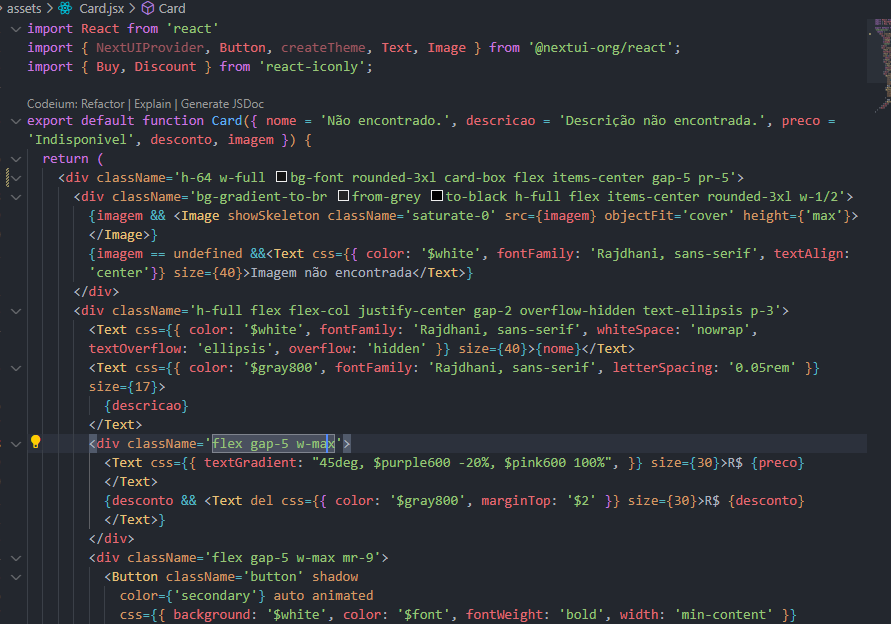 assets > Card.jsx > Card
import React from 'react'
import { NextUIProvider, Button, createTheme, Text, Image } from '@nextui-org/react';
import { Buy, Discount } from 'react-iconly';
Codeium: Refactor | Explain | Generate JSDoc
export default function Card({ nome = 'Não encontrado.', descricao = 'Descrição não encontrada.', preco =
'Indisponivel', desconto, imagem }) {
return (
<div className='h-64 w-full bg-font rounded-3xl card-box flex items-center gap-5 pr-5'>
<div className='bg-gradient-to-br from-grey to-black h-full flex items-center rounded-3xl w-1/2'>
{imagem && <Image showSkeleton className='saturate-0' src={imagem} objectFit='cover' height={'max'}>
</Image>}
{imagem == undefined &&<Text css={{ color: '$white', fontFamily: 'Rajdhani, sans-serif', textAlign:
'center'}} size={40}>Imagem não encontrada</Text>}
</div>
<div className='h-full flex flex-col justify-center gap-2 overflow-hidden text-ellipsis p-3'>
<Text css={{ color: '$white', fontFamily: 'Rajdhani, sans-serif', whiteSpace: 'nowrap',
textOverflow: 'ellipsis', overflow: 'hidden' }} size={40}>{nome}</Text>
<Text css={{ color: '$gray800', fontFamily: 'Rajdhani, sans-serif', letterSpacing: '0.05rem' }}
size={17}>
{descricao}
</Text>
<div className='flex gap-5 w-max'>
<Text css={{ textGradient: "45deg, $purple600 -20%, $pink600 100%", }} size={30}>R$ {preco}
</Text>
{desconto && <Text del css={{ color: '$gray800', marginTop: '$2' }} size={30}>R$ {desconto}
</Text>}
</div>
<div className='flex gap-5 w-max mr-9'>
<Button className='button' shadow
color={'secondary'} auto animated
css={{ background: '$white', color: '$font', fontWeight: 'bold', width: 'min-content' }}